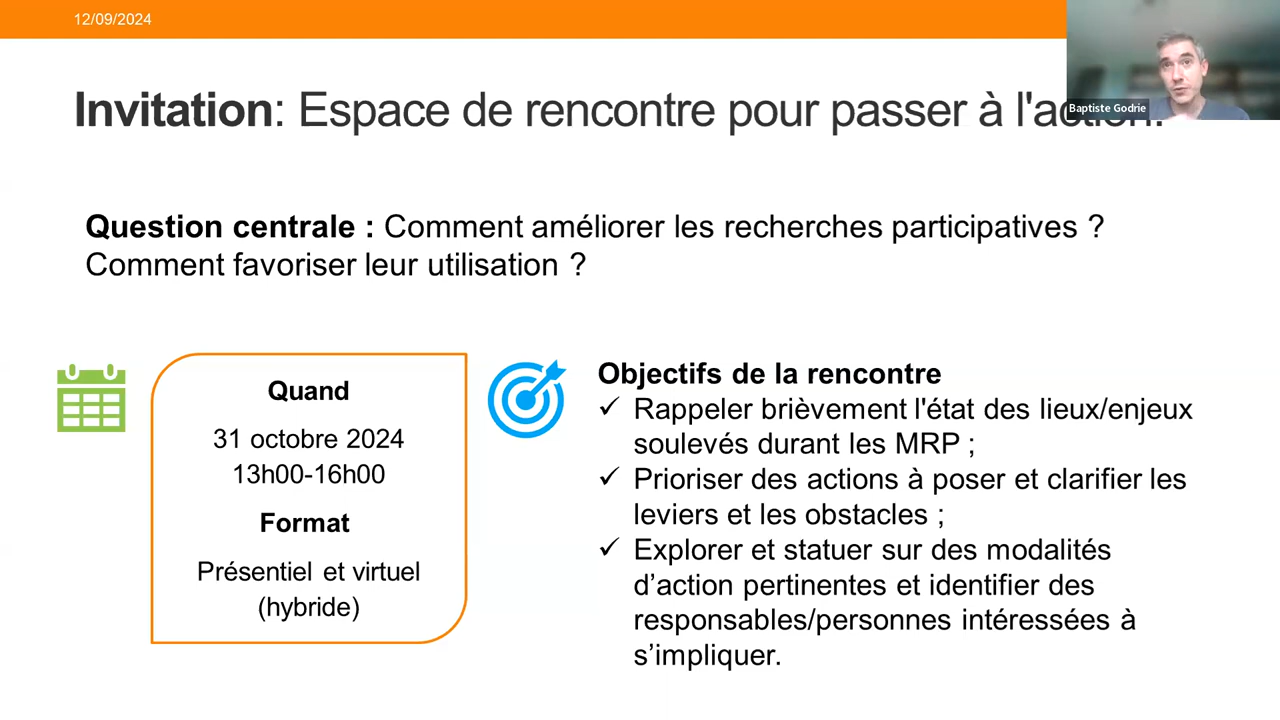 12/09/2024
Baptiste Godrie
Invitation: Espace de rencontre pour passer à l'action.
Question centrale : Comment améliorer les recherches participatives ?
Comment favoriser leur utilisation ?
Quand
31 octobre 2024
13h00-16h00
Format
Présentiel et virtuel
(hybride)
Objectifs de la rencontre
✓ Rappeler brièvement l'état des lieux/enjeux
soulevés durant les MRP ;
✓ Prioriser des actions à poser et clarifier les
leviers et les obstacles ;
✓ Explorer et statuer sur des modalités
d’action pertinentes et identifier des
responsables/personnes intéressées à
s’impliquer.